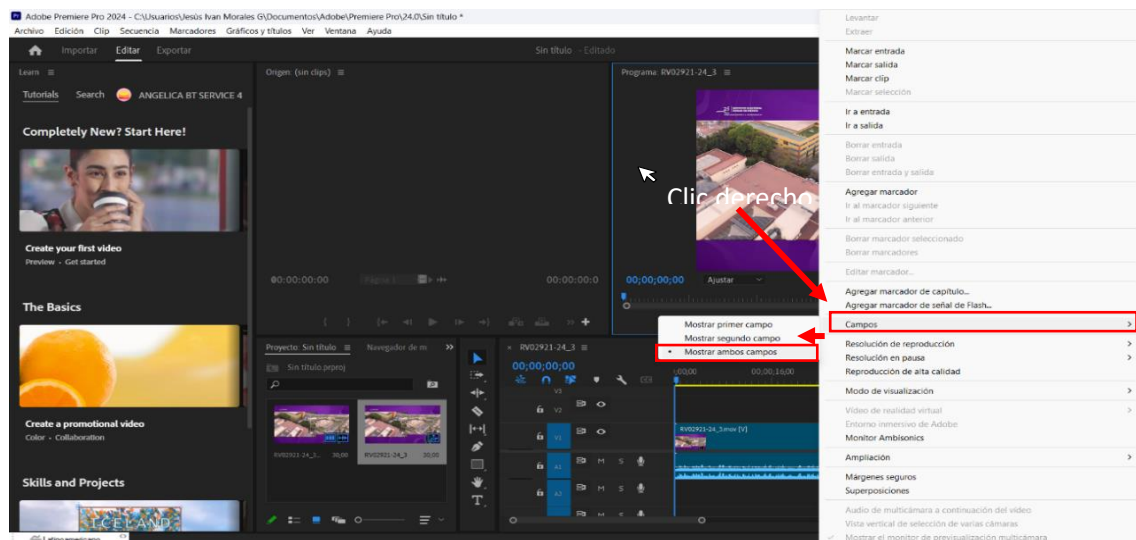 Adobe Premiere Pro 2024 - C:\Usuarios\Jesús Ivan Morales G\Documentos\Adobe\Premiere Pro\24.0\Sin título *
Archivo Edición Clip Secuencia Marcadores Gráficos y títulos Ver Ventana Ayuda
Importar Editar Exportar
Sin título - Editado
Learn
Tutorials Search ANGELICA BT SERVICE 4
Completely New? Start Here!
Create your first video
Preview - Get started
The Basics
Create a promotional video
Color - Collaboration
Skills and Projects
ICELAND
Latinoamericano
Origen: (sin clips)
00:00:00:00
00:00:00:0
Programa: RV02921-24_3
Clic derecho
00;00;00;00 Ajustar
Proyecto: Sin título Navegador de m
Sin título.prproj
RV02921-24_3... 30,00
RV02921-24_3 30,00
RV02921-24_3
00;00;00;00
;00;00 00;00;16;00
V3
V2
V1
RV02921-24_3.mov [V]
A1 M S
A2 M S
M S
Mostrar primer campo
Mostrar segundo campo
• Mostrar ambos campos
Levantar
Extraer
Marcar entrada
Marcar salida
Marcar clip
Marcar selección
Ir a entrada
Ir a salida
Borrar entrada
Borrar salida
Borrar entrada y salida
Agregar marcador
Ir al marcador siguiente
Ir al marcador anterior
Borrar marcador seleccionado
Borrar marcadores
Editar marcador...
Agregar marcador de capítulo...
Agregar marcador de señal de Flash...
Campos >
Resolución de reproducción >
Resolución en pausa >
Reproducción de alta calidad
Modo de visualización >
Vídeo de realidad virtual >
Entorno inmersivo de Adobe
Monitor Ambisonics
Ampliación >
Márgenes seguros
Superposiciones
Audio de multicámara a continuación del vídeo
Vista vertical de selección de varias cámaras
✓ Mostrar el monitor de previsualización multicámara